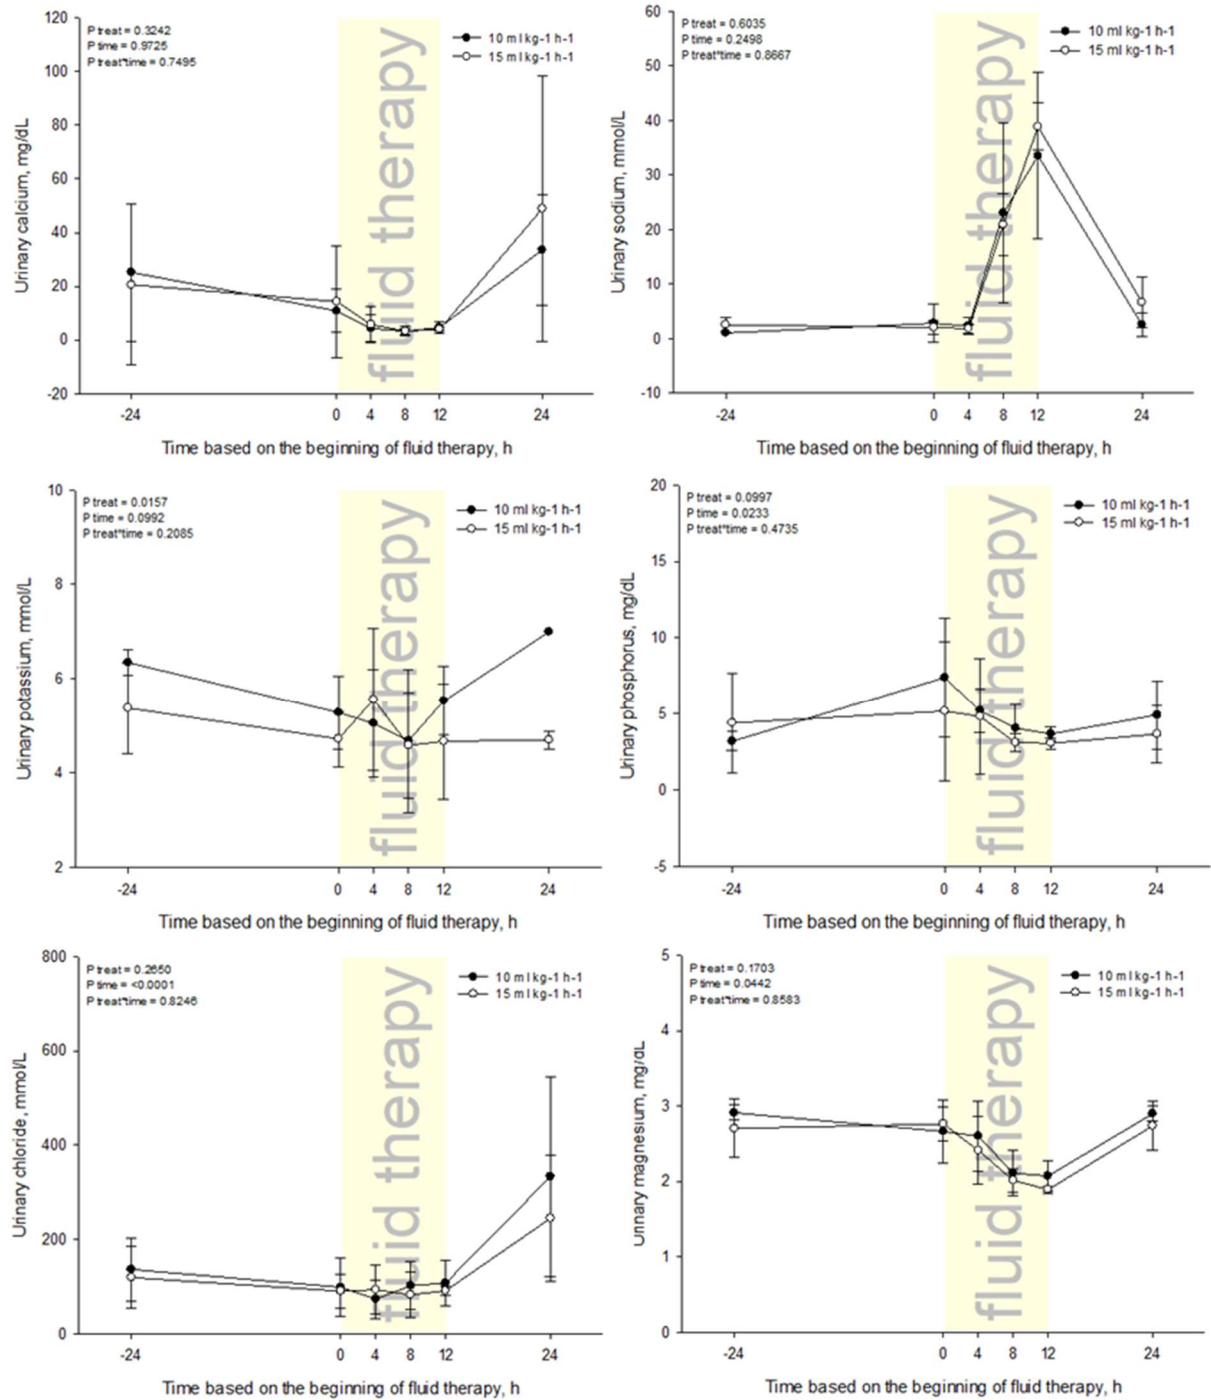 120
100
80
60
40
20
0
-20
Urinary calcium, mg/dL
P treat = 0.3242
P time = 0.9725
P treat*time = 0.7495
10 ml kg-1 h-1
15 ml kg-1 h-1
fluid therapy
-24 0 4 8 12 24
Time based on the beginning of fluid therapy, h
60
50
40
30
20
10
0
-10
Urinary sodium, mmol/L
P treat = 0.6035
P time = 0.2498
P treat*time = 0.8667
10 ml kg-1 h-1
15 ml kg-1 h-1
fluid therapy
-24 0 4 8 12 24
Time based on the beginning of fluid therapy, h
10
8
6
4
2
Urinary potassium, mmol/L
P treat = 0.0157
P time = 0.0992
P treat*time = 0.2085
10 ml kg-1 h-1
15 ml kg-1 h-1
fluid therapy
-24 0 4 8 12 24
Time based on the beginning of fluid therapy, h
20
15
10
5
0
-5
Urinary phosphorus, mg/dL
P treat = 0.0997
P time = 0.0233
P treat*time = 0.4735
10 ml kg-1 h-1
15 ml kg-1 h-1
fluid therapy
-24 0 4 8 12 24
Time based on the beginning of fluid therapy, h
800
600
400
200
0
Urinary chloride, mmol/L
P treat = 0.2650
P time = <0.0001
P treat*time = 0.8246
10 ml kg-1 h-1
15 ml kg-1 h-1
fluid therapy
-24 0 4 8 12 24
Time based on the beginning of fluid therapy, h
5
4
3
2
1
0
Urinary magnesium, mg/dL
P treat = 0.1703
P time = 0.0442
P treat*time = 0.8583
10 ml kg-1 h-1
15 ml kg-1 h-1
fluid therapy
-24 0 4 8 12 24
Time based on the beginning of fluid therapy, h